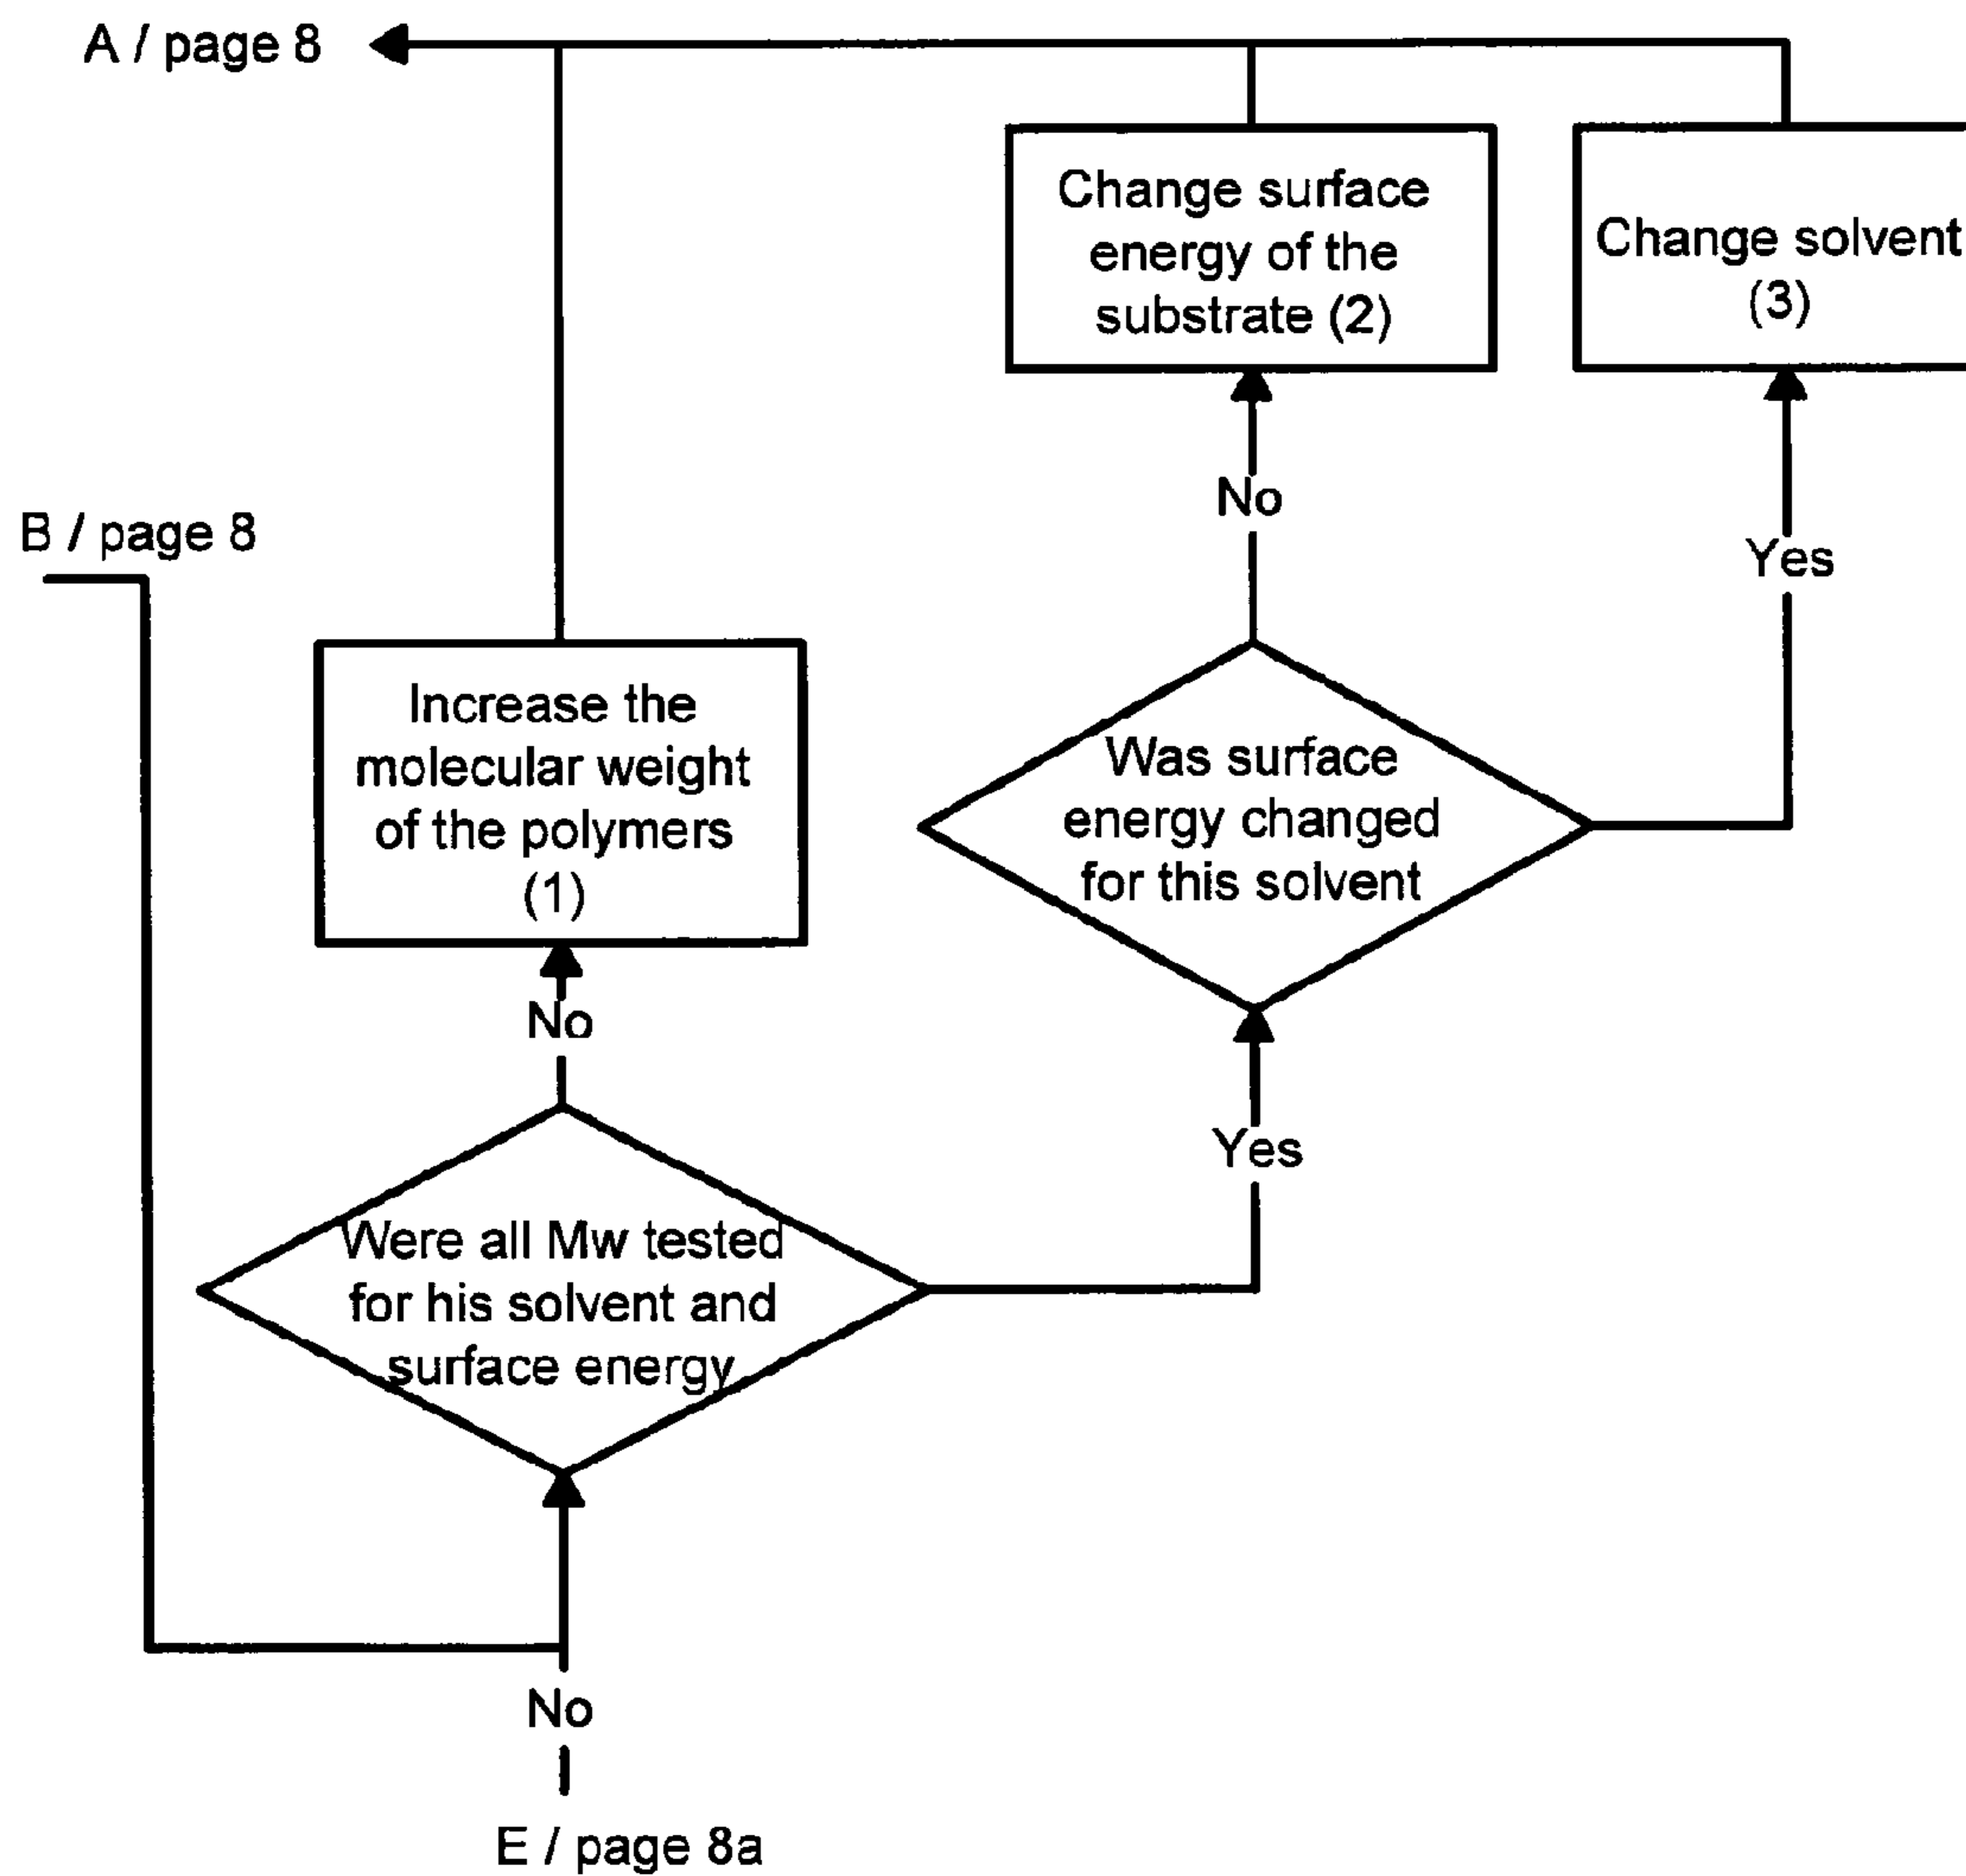 A / page 8
Change surface
energy of the
substrate (2)
Change solvent
(3)
B / page 8
No
Yes
Increase the
molecular weight
of the polymers
(1)
Was surface
energy changed
for this solvent
No
Yes
Were all Mw tested
for his solvent and
surface energy
No
E / page 8a